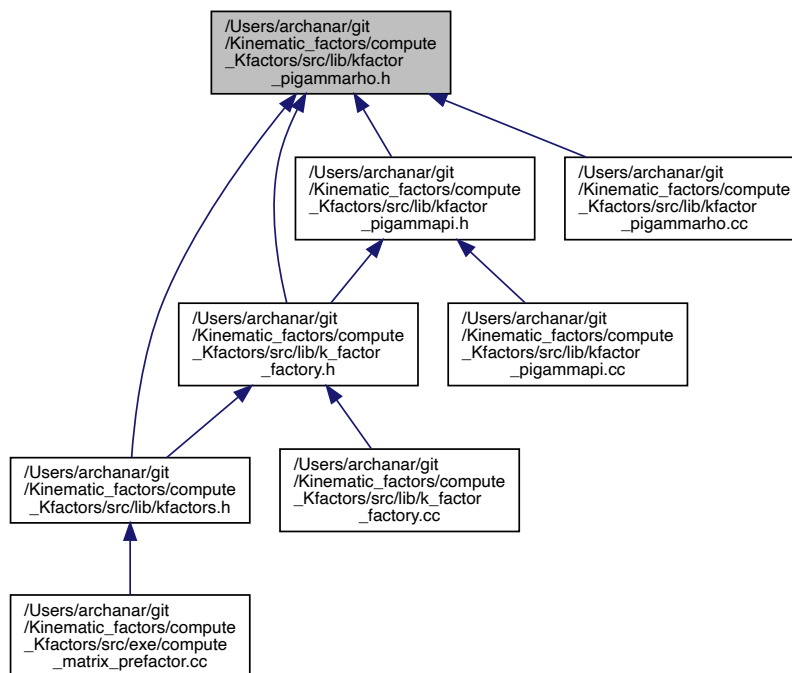 /Users/archanar/git
/Kinematic_factors/compute
_Kfactors/src/lib/kfactor
_pigammarho.h
/Users/archanar/git
/Kinematic_factors/compute
_Kfactors/src/lib/kfactor
_pigammapi.h
/Users/archanar/git
/Kinematic_factors/compute
_Kfactors/src/lib/kfactor
_pigammarho.cc
/Users/archanar/git
/Kinematic_factors/compute
_Kfactors/src/lib/k_factor
_factory.h
/Users/archanar/git
/Kinematic_factors/compute
_Kfactors/src/lib/kfactor
_pigammapi.cc
/Users/archanar/git
/Kinematic_factors/compute
_Kfactors/src/lib/kfactors.h
/Users/archanar/git
/Kinematic_factors/compute
_Kfactors/src/lib/k_factor
_factory.cc
/Users/archanar/git
/Kinematic_factors/compute
_Kfactors/src/exe/compute
_matrix_prefactor.cc